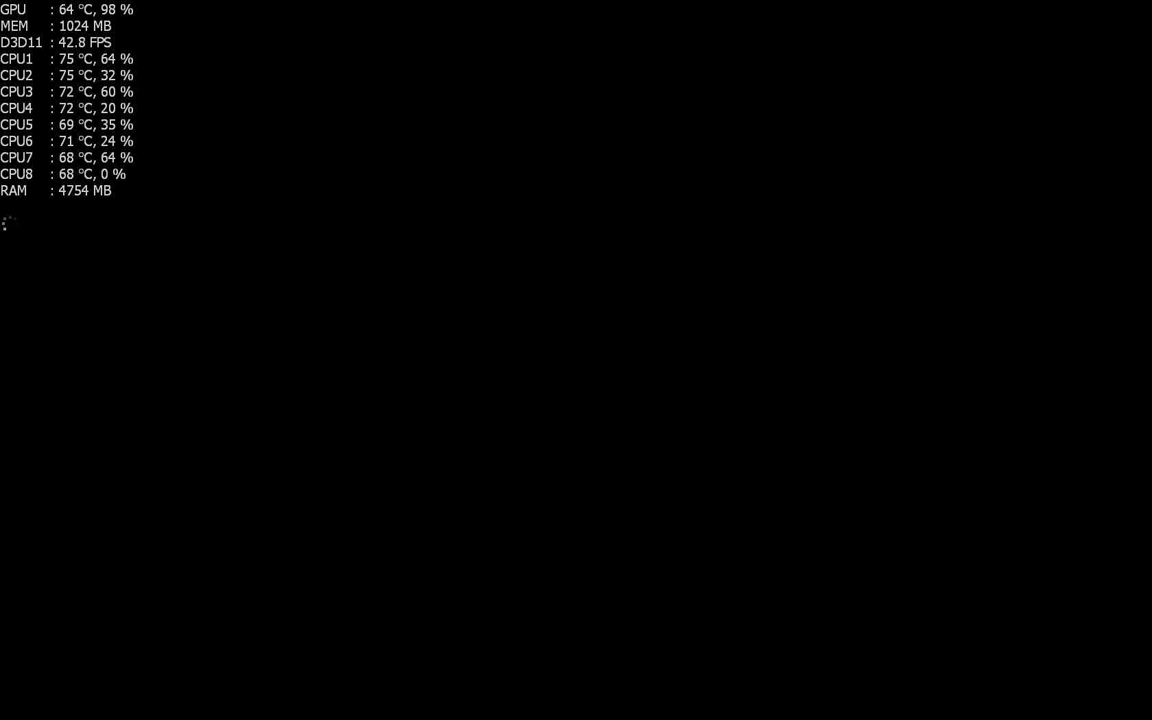 GPU : 64 °C, 98 %
MEM : 1024 MB
D3D11 : 42.8 FPS
CPU1 : 75 °C, 64 %
CPU2 : 75 °C, 32 %
CPU3 : 72 °C, 60 %
CPU4 : 72 °C, 20 %
CPU5 : 69 °C, 35 %
CPU6 : 71 °C, 24 %
CPU7 : 68 °C, 64 %
CPU8 : 68 °C, 0 %
RAM : 4754 MB